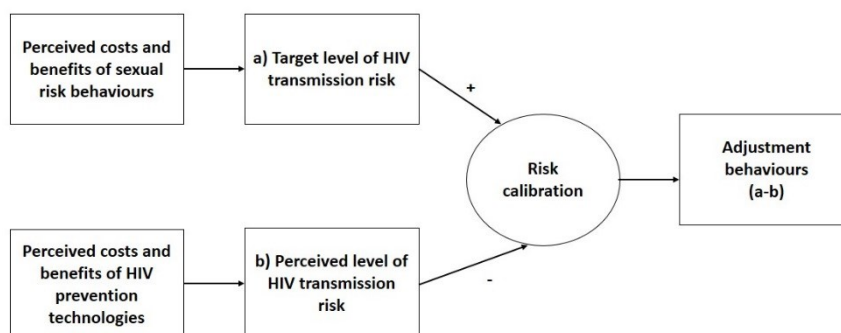 Perceived costs and
benefits of sexual
risk behaviours
a) Target level of HIV
transmission risk
+
Risk
calibration
Adjustment
behaviours
(a-b)
Perceived costs and
benefits of HIV
prevention
technologies
b) Perceived level of
HIV transmission
risk
-